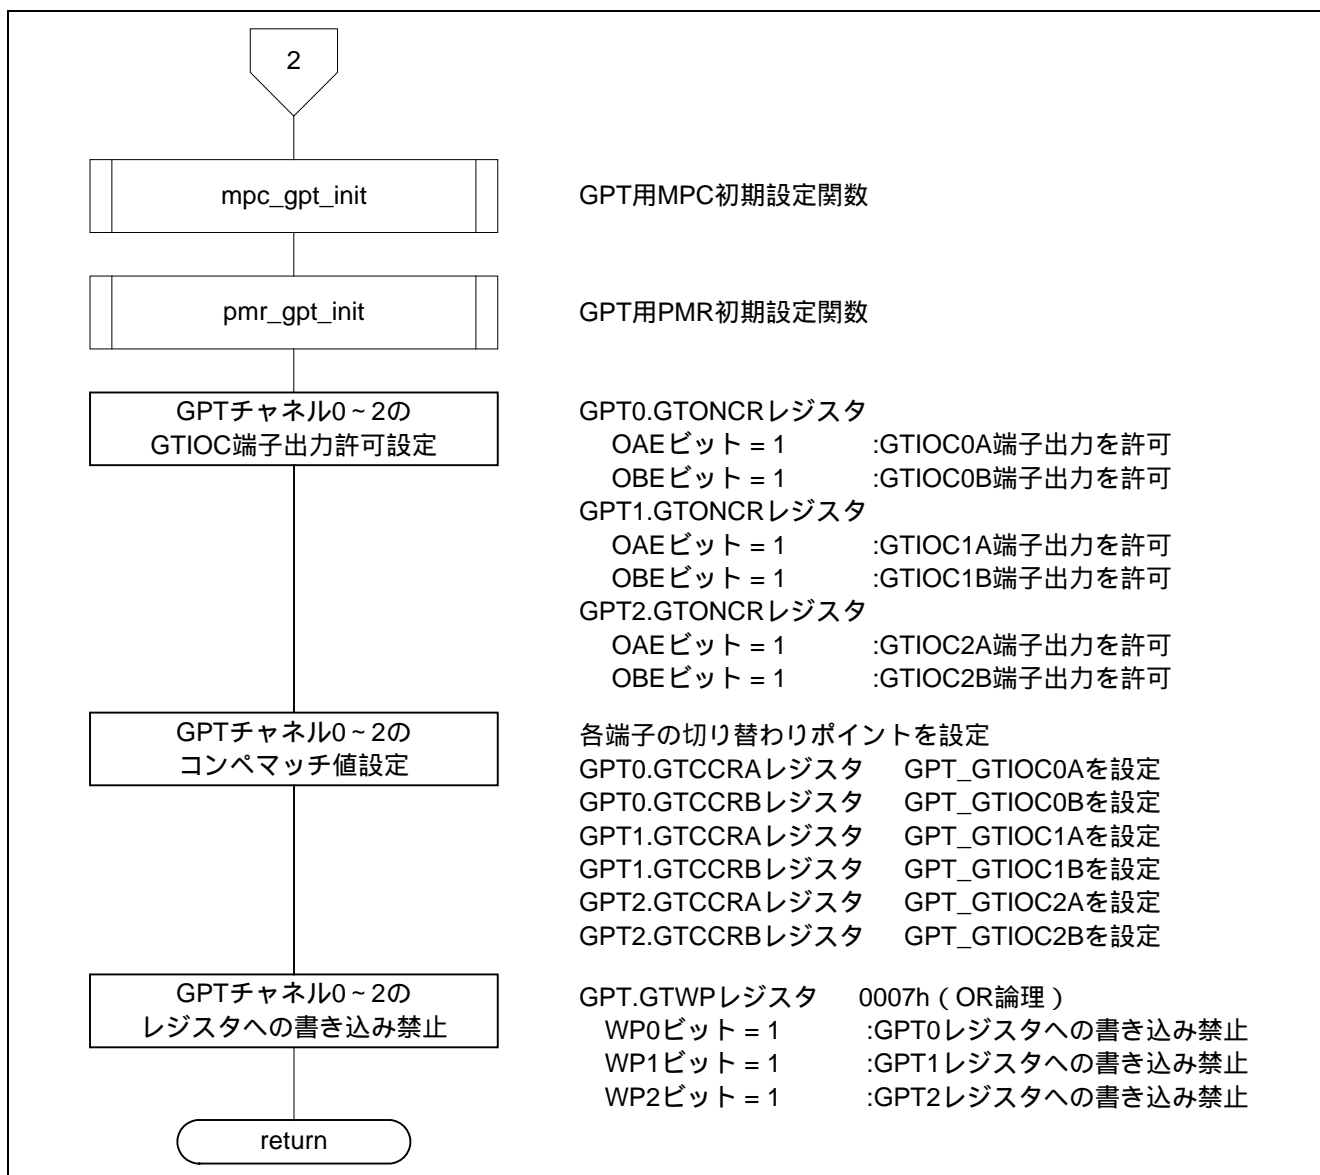 2
mpc_gpt_init
GPT用MPC初期設定関数
pmr_gpt_init
GPT用PMR初期設定関数
GPTチャネル0~2の
GTIOC端子出力許可設定
GPT0.GTONCRレジスタ
OAEビット = 1 :GTIOC0A端子出力を許可
OBEビット = 1 :GTIOC0B端子出力を許可
GPT1.GTONCRレジスタ
OAEビット = 1 :GTIOC1A端子出力を許可
OBEビット = 1 :GTIOC1B端子出力を許可
GPT2.GTONCRレジスタ
OAEビット = 1 :GTIOC2A端子出力を許可
OBEビット = 1 :GTIOC2B端子出力を許可
GPTチャネル0~2の
コンペマッチ値設定
各端子の切り替わりポイントを設定
GPT0.GTCCRAレジスタ GPT_GTIOC0Aを設定
GPT0.GTCCRBレジスタ GPT_GTIOC0Bを設定
GPT1.GTCCRAレジスタ GPT_GTIOC1Aを設定
GPT1.GTCCRBレジスタ GPT_GTIOC1Bを設定
GPT2.GTCCRAレジスタ GPT_GTIOC2Aを設定
GPT2.GTCCRBレジスタ GPT_GTIOC2Bを設定
GPTチャネル0~2の
レジスタへの書き込み禁止
GPT.GTWPレジスタ 0007h(OR論理)
WP0ビット = 1 :GPT0レジスタへの書き込み禁止
WP1ビット = 1 :GPT1レジスタへの書き込み禁止
WP2ビット = 1 :GPT2レジスタへの書き込み禁止
return